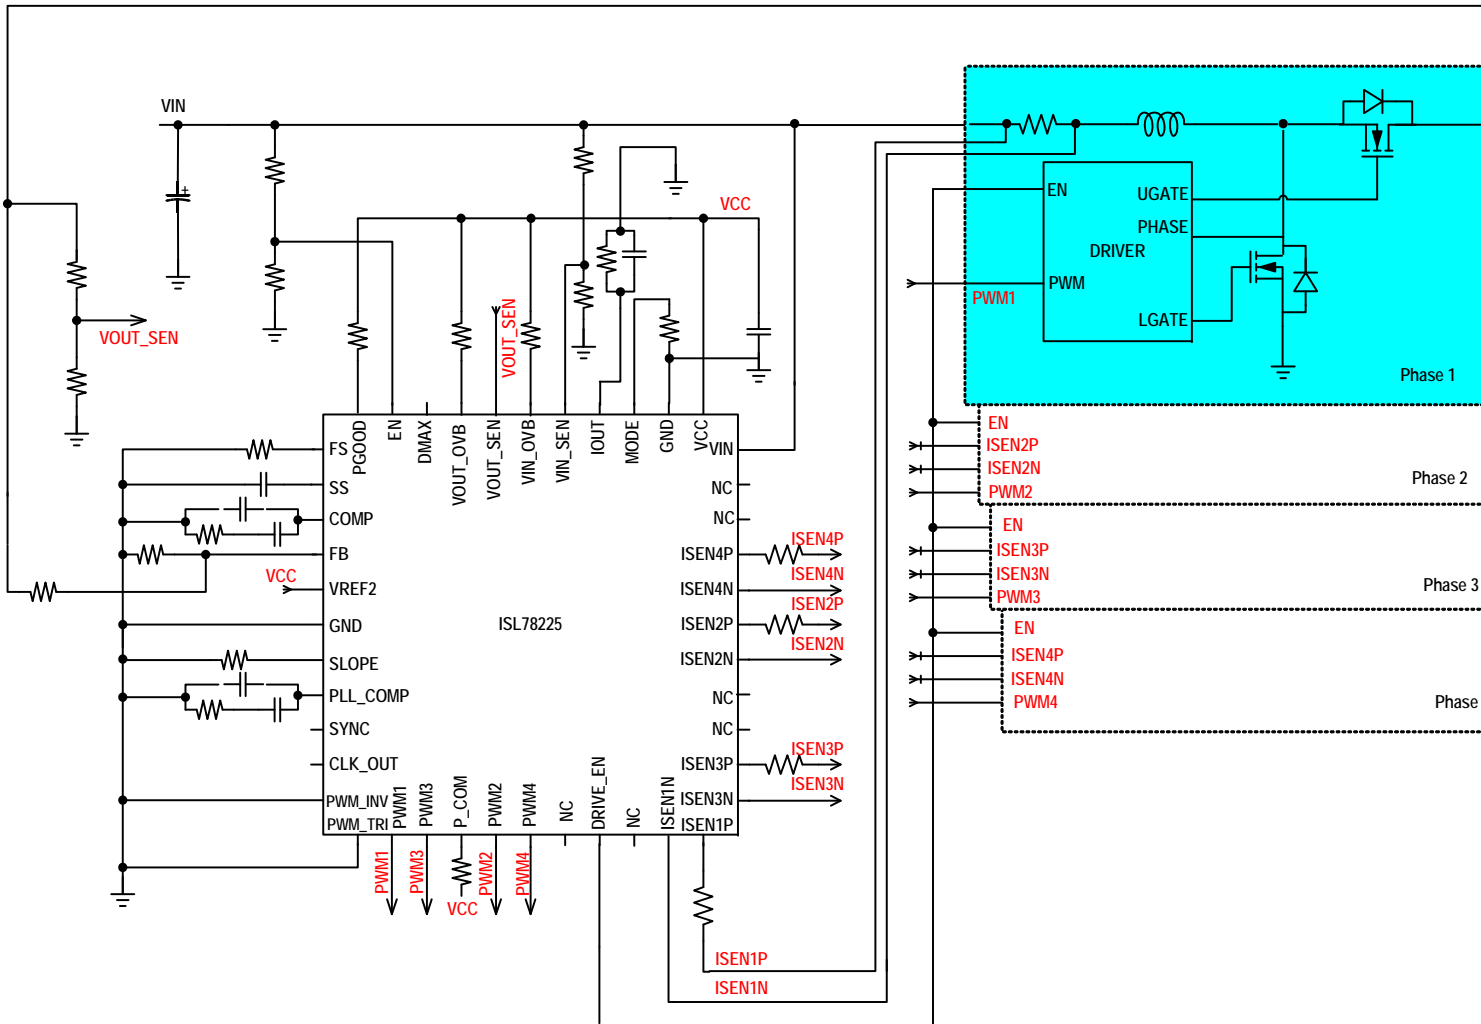 VIN
VCC
VOUT_SEN
VOUT_SEN
PGOOD
EN
DMAX
VOUT_OVB
VOUT_SEN
VIN_OVB
VIN_SEN
IOUT
MODE
GND
VCC
VIN
FS
SS
COMP
FB
VCC
VREF2
GND
SLOPE
PLL_COMP
SYNC
CLK_OUT
PWM_INV
PWM_TRI
ISL78225
NC
NC
ISEN4P
ISEN4P
ISEN4N
ISEN4N
ISEN2P
ISEN2P
ISEN2N
ISEN2N
NC
NC
ISEN3P
ISEN3P
ISEN3N
ISEN3N
ISEN1P
PWM1
PWM3
P_COM
PWM2
PWM4
NC
DRIVE_EN
NC
ISEN1N
PWM1
PWM3
VCC
PWM2
PWM4
ISEN1P
ISEN1N
EN
UGATE
PHASE
DRIVER
PWM
PWM1
LGATE
Phase 1
EN
ISEN2P
ISEN2N
Phase 2
PWM2
EN
ISEN3P
ISEN3N
Phase 3
PWM3
EN
ISEN4P
ISEN4N
PWM4
Phase